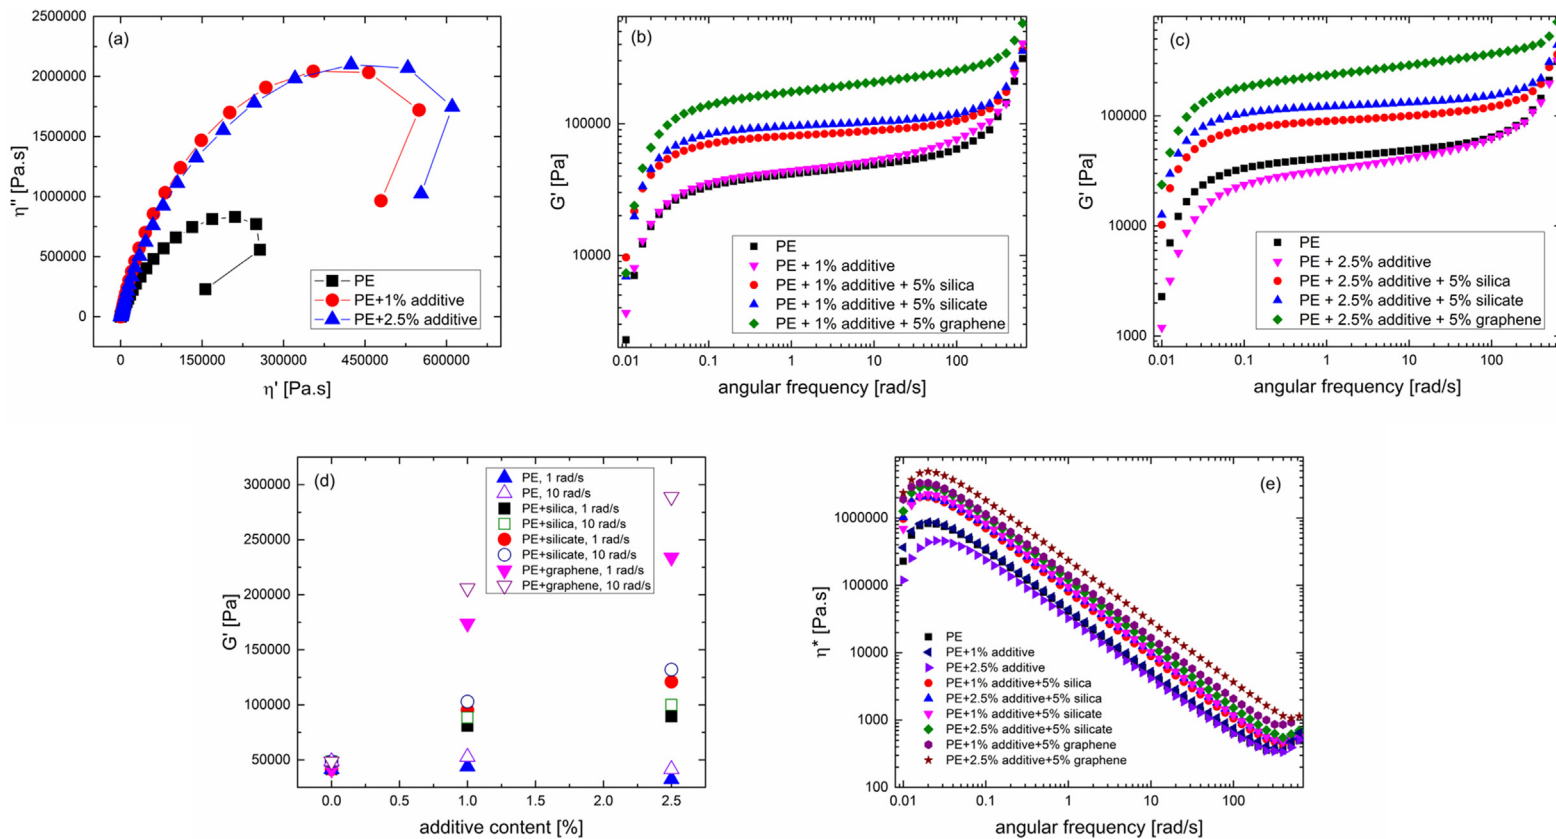 (a)
2500000
2000000
1500000
1000000
500000
0
η'' [Pa.s]
PE
PE+1% additive
PE+2.5% additive
0 150000 300000 450000 600000
η' [Pa.s]
(b)
100000
10000
G' [Pa]
PE
PE + 1% additive
PE + 1% additive + 5% silica
PE + 1% additive + 5% silicate
PE + 1% additive + 5% graphene
0.01 0.1 1 10 100
angular frequency [rad/s]
(c)
100000
10000
1000
G' [Pa]
PE
PE + 2.5% additive
PE + 2.5% additive + 5% silica
PE + 2.5% additive + 5% silicate
PE + 2.5% additive + 5% graphene
0.01 0.1 1 10 100
angular frequency [rad/s]
(d)
300000
250000
200000
150000
100000
50000
G' [Pa]
PE, 1 rad/s
PE, 10 rad/s
PE+silica, 1 rad/s
PE+silica, 10 rad/s
PE+silicate, 1 rad/s
PE+silicate, 10 rad/s
PE+graphene, 1 rad/s
PE+graphene, 10 rad/s
0.0 0.5 1.0 1.5 2.0 2.5
additive content [%]
(e)
1000000
100000
10000
1000
100
η* [Pa.s]
PE
PE+1% additive
PE+2.5% additive
PE+1% additive+5% silica
PE+2.5% additive+5% silica
PE+1% additive+5% silicate
PE+2.5% additive+5% silicate
PE+1% additive+5% graphene
PE+2.5% additive+5% graphene
0.01 0.1 1 10 100
angular frequency [rad/s]